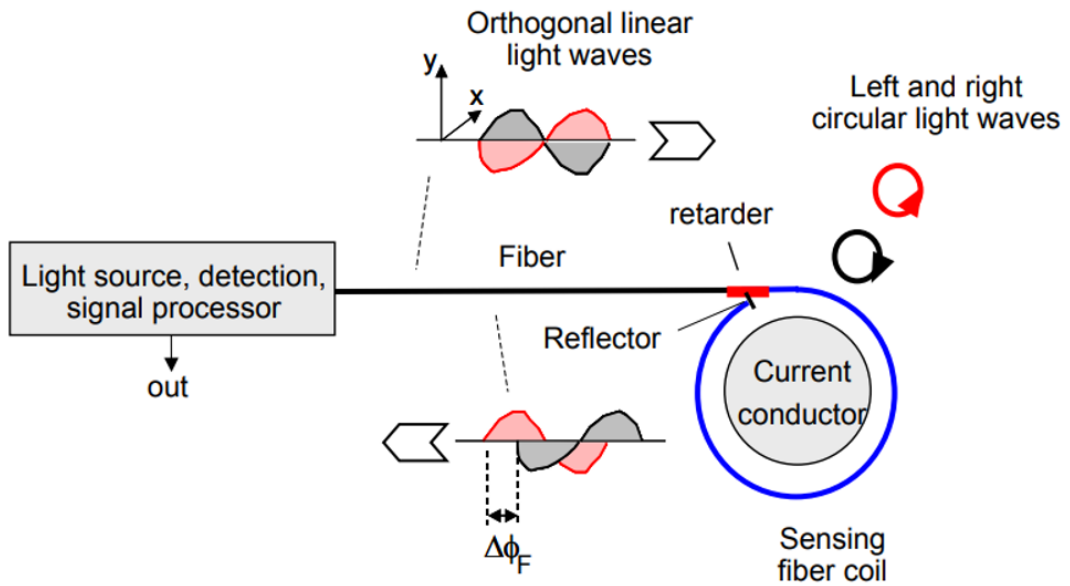 Orthogonal linear
light waves
y
x
Left and right
circular light waves
retarder
Fiber
Light source, detection,
signal processor
Reflector
out
Current
conductor
ΔϕF
Sensing
fiber coil